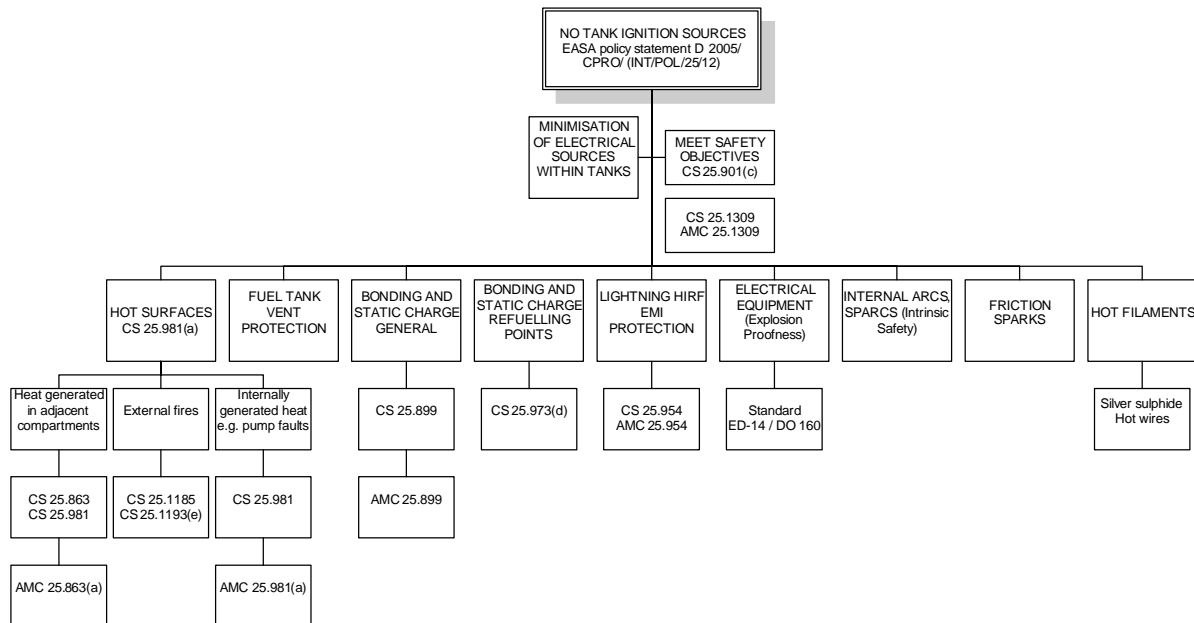 NO TANK IGNITION SOURCES
EASA policy statement D 2005/
CPRO/ (INT/POL/25/12)
MINIMISATION
OF ELECTRICAL
SOURCES
WITHIN TANKS
MEET SAFETY
OBJECTIVES
CS 25.901(c)
CS 25.1309
AMC 25.1309
HOT SURFACES
CS 25.981(a)
FUEL TANK
VENT
PROTECTION
BONDING AND
STATIC CHARGE
GENERAL
BONDING AND
STATIC CHARGE
REFUELLING
POINTS
LIGHTNING HIRF
EMI
PROTECTION
ELECTRICAL
EQUIPMENT
(Explosion
Proofness)
INTERNAL ARCS,
SPARCS (Intrinsic
Safety)
FRICTION
SPARKS
HOT FILAMENTS
Heat generated
in adjacent
compartments
External fires
Internally
generated heat
e.g. pump faults
CS 25.899
CS 25.973(d)
CS 25.954
AMC 25.954
Standard
ED-14 / DO 160
Silver sulphide
Hot wires
CS 25.863
CS 25.981
CS 25.1185
CS 25.1193(e)
CS 25.981
AMC 25.899
AMC 25.863(a)
AMC 25.981(a)